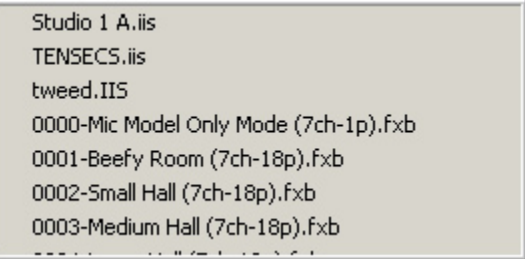 Studio 1 A.iis
TENSECS.iis
tweed.IIS
0000-Mic Model Only Mode (7ch-1p).fxb
0001-Beefy Room (7ch-18p).fxb
0002-Small Hall (7ch-18p).fxb
0003-Medium Hall (7ch-18p).fxb